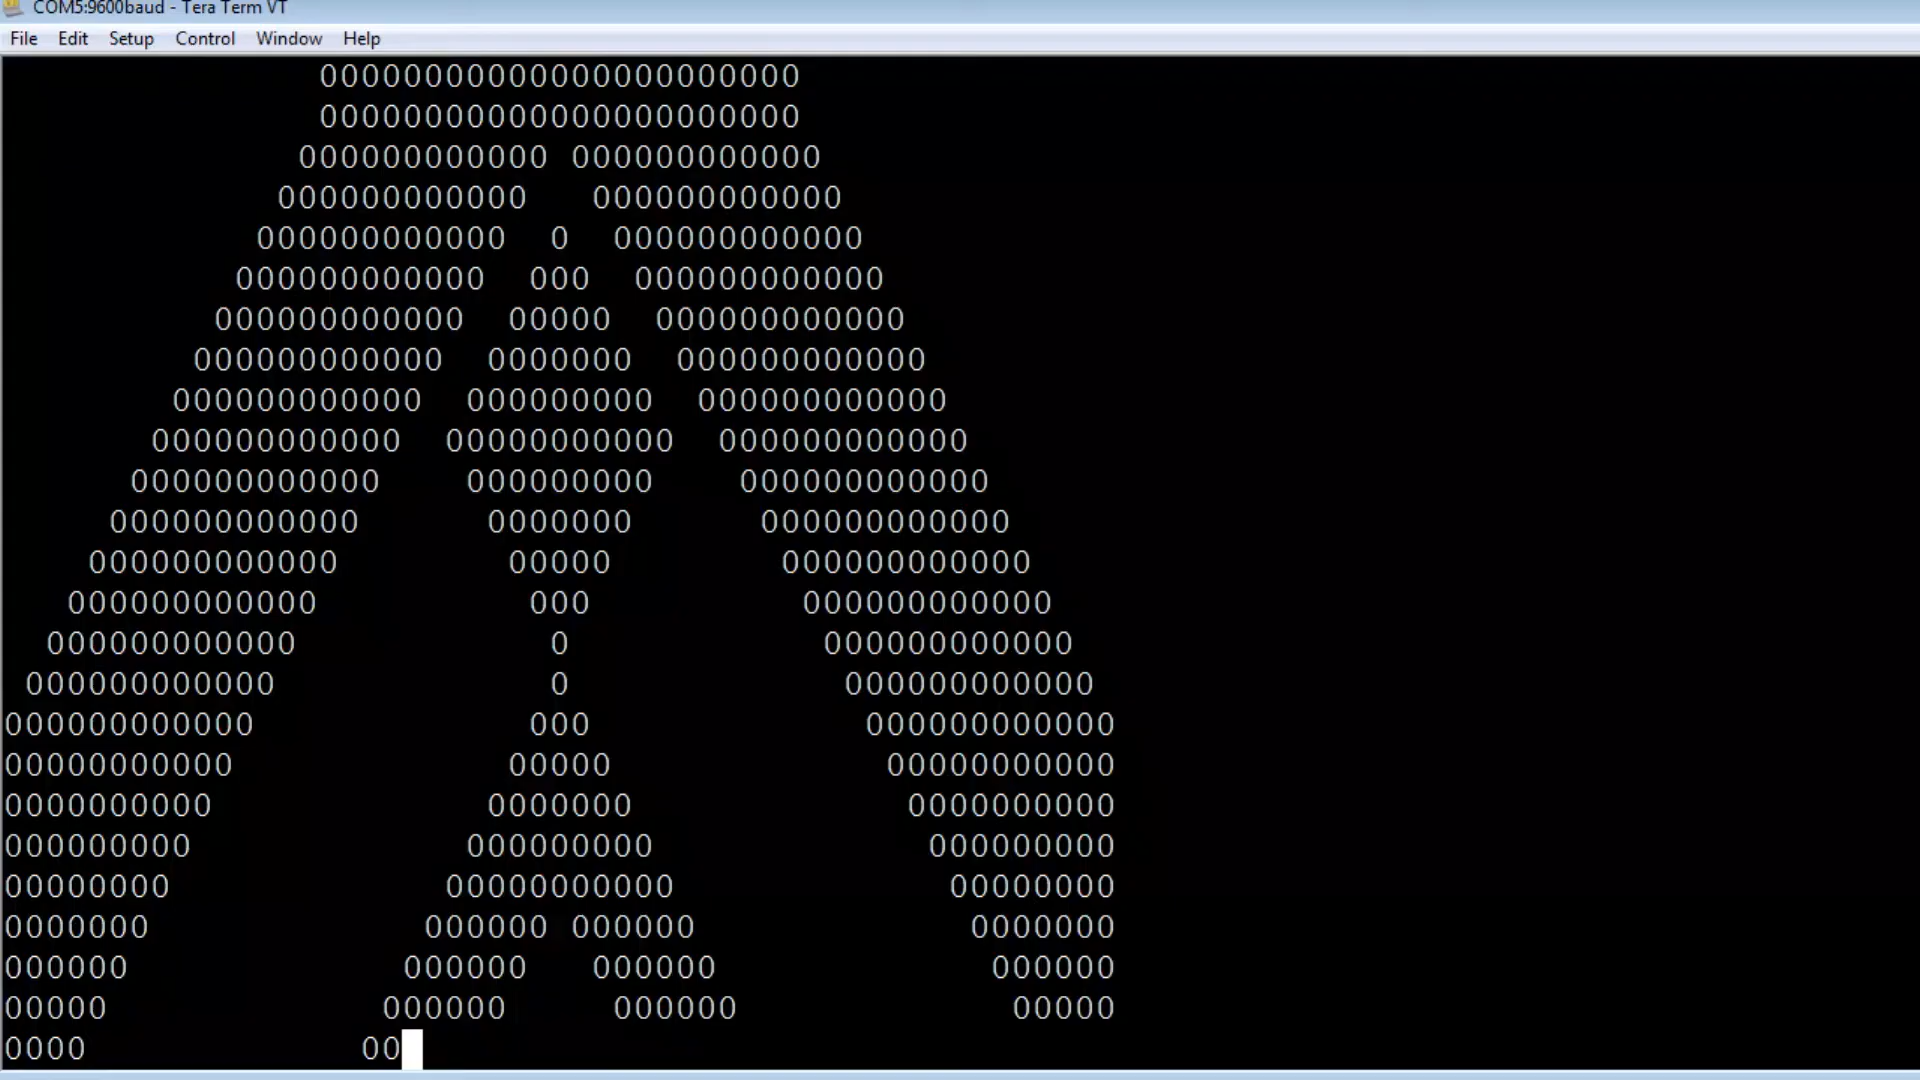 00000000000000000000000
               00000000000000000000000
              000000000000 000000000000
             000000000000   000000000000
            000000000000  0  000000000000
           000000000000  000  000000000000
          000000000000  00000  000000000000
         000000000000  0000000  000000000000
        000000000000  000000000  000000000000
       000000000000  00000000000  000000000000
      000000000000    000000000    000000000000
     000000000000      0000000      000000000000
    000000000000        00000        000000000000
   000000000000          000          000000000000
  000000000000            0            000000000000
 000000000000             0             000000000000
000000000000             000             000000000000
00000000000             00000             00000000000
0000000000             0000000             0000000000
000000000             000000000             000000000
00000000             00000000000             00000000
0000000             000000 000000             0000000
000000             000000   000000             000000
00000             000000     000000             00000
0000             00
COM5:9600baud - Tera Term VT
File Edit Setup Control Window Help